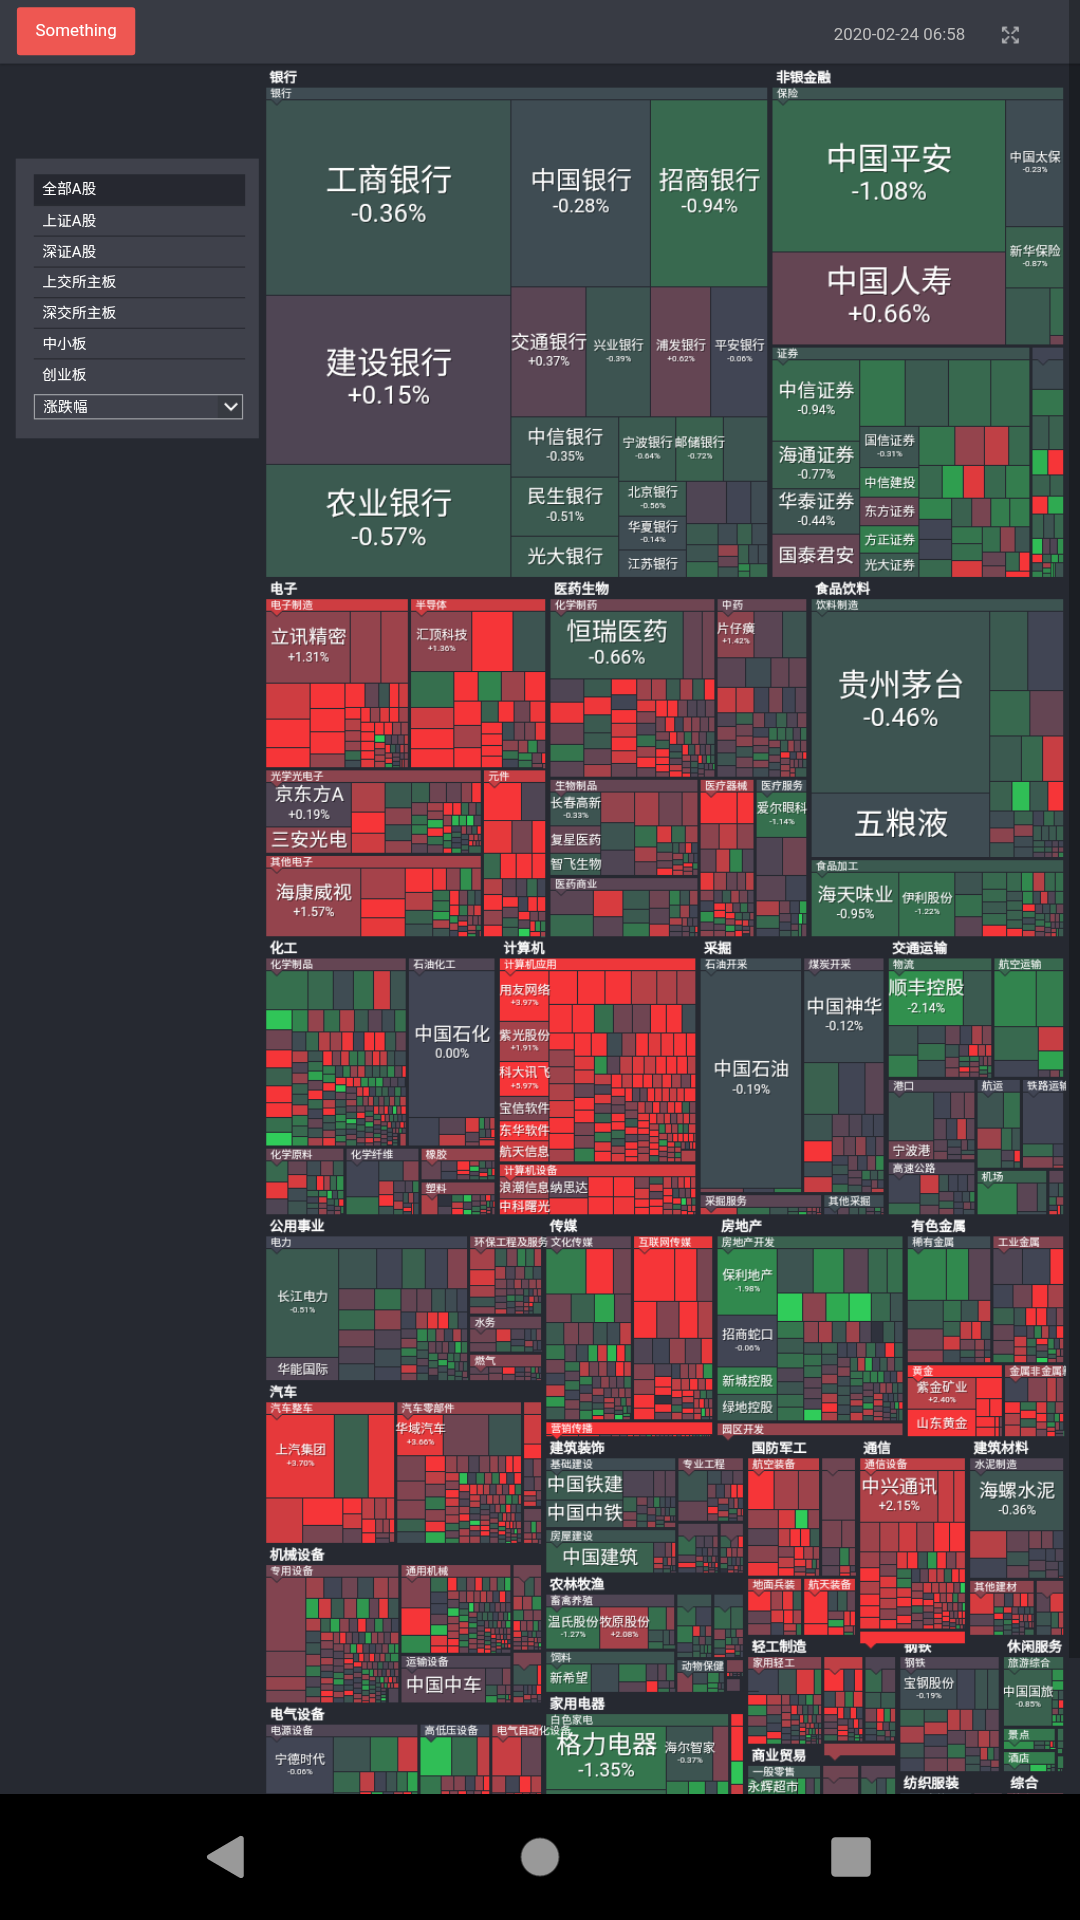 Something
2020-02-24 06:58
全部A股
上证A股
深证A股
上交所主板
深交所主板
中小板
创业板
涨跌幅
银行
银行
工商银行
-0.36%
中国银行
-0.28%
招商银行
-0.94%
建设银行
+0.15%
交通银行
+0.37%
兴业银行
-0.39%
浦发银行
+0.62%
平安银行
-0.06%
农业银行
-0.57%
中信银行
-0.35%
宁波银行
-0.64%
邮储银行
-0.72%
民生银行
-0.51%
北京银行
-0.56%
华夏银行
-0.14%
光大银行
江苏银行
非银金融
保险
中国平安
-1.08%
中国太保
-0.23%
新华保险
-0.87%
中国人寿
+0.66%
证券
中信证券
-0.94%
海通证券
-0.77%
华泰证券
-0.44%
国泰君安
国信证券
-0.31%
中信建投
东方证券
方正证券
光大证券
电子
电子制造
立讯精密
+1.31%
半导体
汇顶科技
+1.36%
光学光电子
京东方A
+0.19%
三安光电
元件
其他电子
海康威视
+1.57%
医药生物
化学制药
恒瑞医药
-0.66%
中药
片仔癀
+1.42%
生物制品
长春高新
-0.33%
复星医药
智飞生物
医疗器械
医疗服务
爱尔眼科
-1.14%
医药商业
食品饮料
饮料制造
贵州茅台
-0.46%
五粮液
食品加工
海天味业
-0.95%
伊利股份
-1.22%
化工
化学制品
石油化工
中国石化
0.00%
化学原料
化学纤维
橡胶
塑料
计算机
计算机应用
用友网络
+3.97%
紫光股份
+1.91%
科大讯飞
+5.97%
宝信软件
东华软件
航天信息
计算机设备
浪潮信息
纳思达
中科曙光
采掘
石油开采
中国石油
-0.19%
煤炭开采
中国神华
-0.12%
采掘服务
其他采掘
交通运输
物流
顺丰控股
-2.14%
航空运输
港口
宁波港
航运
铁路运输
高速公路
机场
公用事业
电力
长江电力
-0.51%
华能国际
环保工程及服务
水务
燃气
传媒
文化传媒
互联网传媒
营销传播
房地产
房地产开发
保利地产
-1.98%
招商蛇口
-0.06%
新城控股
绿地控股
园区开发
有色金属
稀有金属
工业金属
黄金
紫金矿业
+2.40%
山东黄金
金属非金属
汽车
汽车整车
上汽集团
+3.70%
汽车零部件
华域汽车
+3.66%
建筑装饰
基础建设
中国铁建
中国中铁
专业工程
房屋建设
中国建筑
国防军工
航空装备
地面兵装
航天装备
通信
通信设备
中兴通讯
+2.15%
建筑材料
水泥制造
海螺水泥
-0.36%
其他建材
机械设备
专用设备
通用机械
运输设备
中国中车
农林牧渔
畜禽养殖
温氏股份
-1.27%
牧原股份
+2.08%
饲料
新希望
动物保健
轻工制造
家用轻工
钢铁
钢铁
宝钢股份
-0.19%
休闲服务
旅游综合
中国国旅
-0.85%
景点
酒店
电气设备
电源设备
宁德时代
-0.06%
高低压设备
电气自动化设备
家用电器
白色家电
格力电器
-1.35%
海尔智家
-0.37%
商业贸易
一般零售
永辉超市
纺织服装
综合